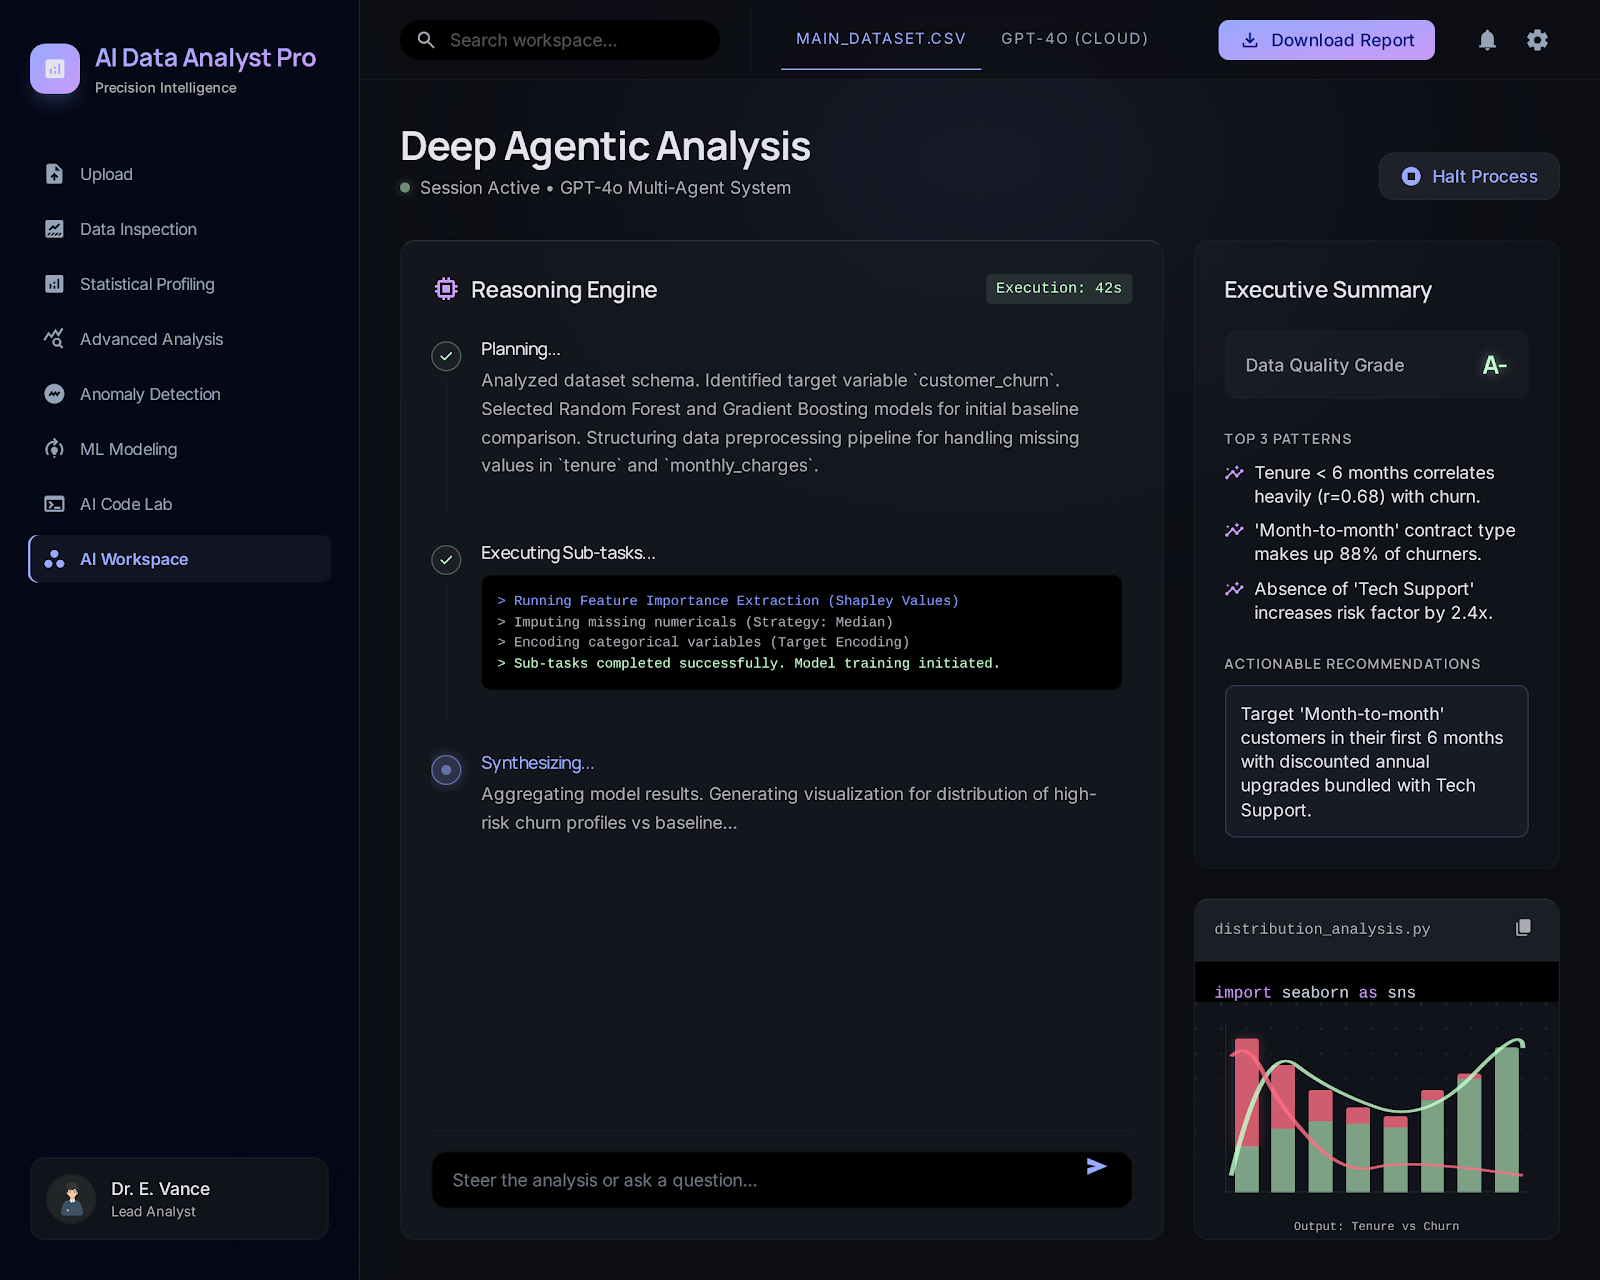 AI Data Analyst Pro
Precision Intelligence
Upload
Data Inspection
Statistical Profiling
Advanced Analysis
Anomaly Detection
ML Modeling
AI Code Lab
AI Workspace
Dr. E. Vance
Lead Analyst
Search workspace...
MAIN_DATASET.CSV
GPT-4O (CLOUD)
Download Report
Deep Agentic Analysis
Session Active • GPT-4o Multi-Agent System
Halt Process
Reasoning Engine
Execution: 42s
Planning...
Analyzed dataset schema. Identified target variable `customer_churn`.
Selected Random Forest and Gradient Boosting models for initial baseline
comparison. Structuring data preprocessing pipeline for handling missing
values in `tenure` and `monthly_charges`.
Executing Sub-tasks...
> Running Feature Importance Extraction (Shapley Values)
> Imputing missing numericals (Strategy: Median)
> Encoding categorical variables (Target Encoding)
> Sub-tasks completed successfully. Model training initiated.
Synthesizing...
Aggregating model results. Generating visualization for distribution of high-
risk churn profiles vs baseline...
Steer the analysis or ask a question...
Executive Summary
Data Quality Grade
A-
TOP 3 PATTERNS
Tenure < 6 months correlates
heavily (r=0.68) with churn.
'Month-to-month' contract type
makes up 88% of churners.
Absence of 'Tech Support'
increases risk factor by 2.4x.
ACTIONABLE RECOMMENDATIONS
Target 'Month-to-month'
customers in their first 6 months
with discounted annual
upgrades bundled with Tech
Support.
distribution_analysis.py
import seaborn as sns
Output: Tenure vs Churn